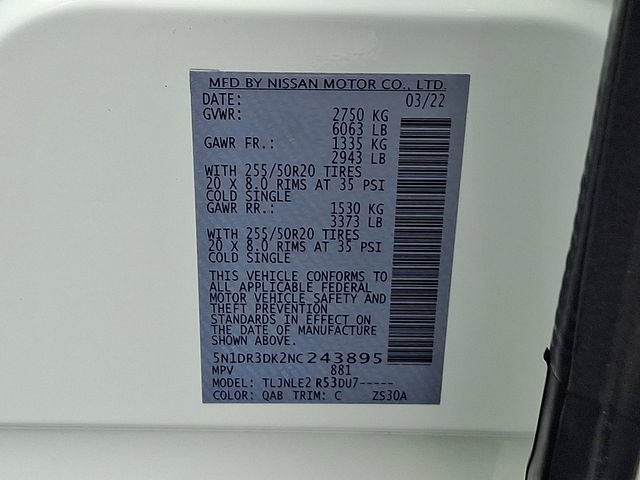 MFD BY NISSAN MOTOR CO., LTD.
DATE: 03/22
GVWR: 2750 KG
6063 LB
GAWR FR.: 1335 KG
2943 LB
WITH 255/50R20 TIRES
20 X 8.0 RIMS AT 35 PSI
COLD SINGLE
GAWR RR.: 1530 KG
3373 LB
WITH 255/50R20 TIRES
20 X 8.0 RIMS AT 35 PSI
COLD SINGLE
THIS VEHICLE CONFORMS TO
ALL APPLICABLE FEDERAL
MOTOR VEHICLE SAFETY AND
THEFT PREVENTION
STANDARDS IN EFFECT ON
THE DATE OF MANUFACTURE
SHOWN ABOVE.
5N1DR3DK2NC243895
MPV 881
MODEL: TLJNLE2 R53DU7-----
COLOR: QAB TRIM: C ZS30A